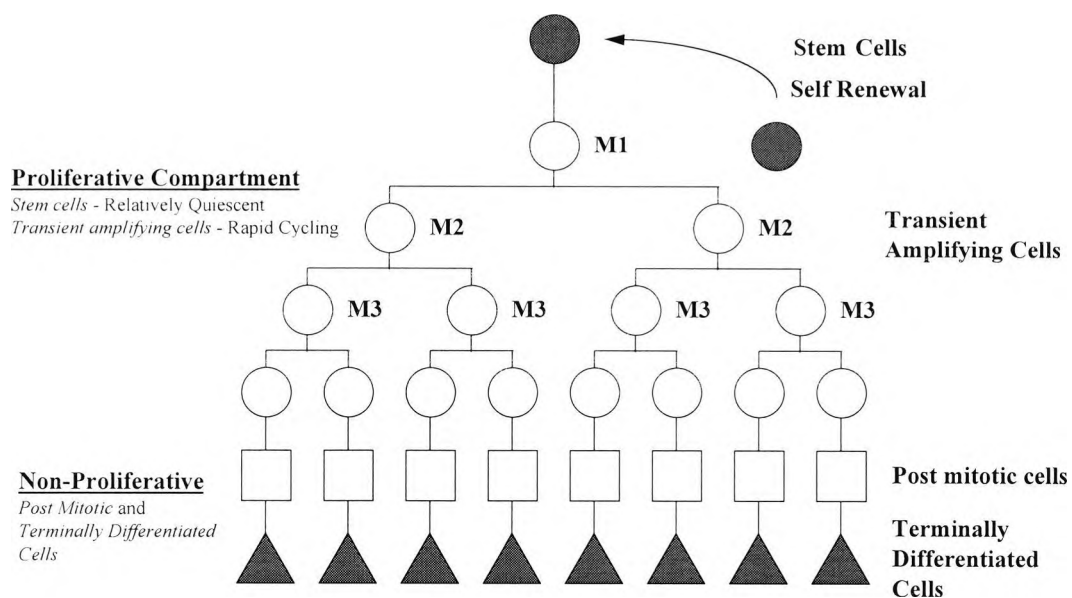 Stem Cells
Self Renewal
M1
Proliferative Compartment
Stem cells - Relatively Quiescent
Transient amplifying cells - Rapid Cycling
M2
M2
Transient
Amplifying Cells
M3
M3
M3
M3
Non-Proliferative
Post Mitotic and
Terminally Differentiated
Cells
Post mitotic cells
Terminally
Differentiated
Cells